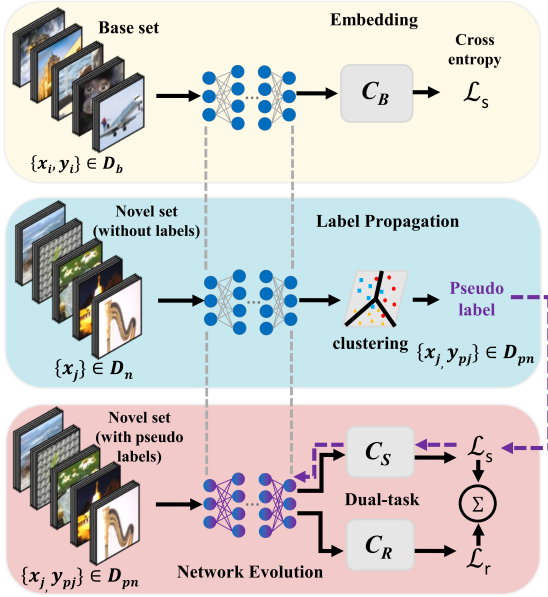 Embedding
Base set
Cross
entropy
...
C_B
ℒ_s
{x_i, y_i} ∈ D_b
Novel set
(without labels)
Label Propagation
...
Pseudo
label
clustering
{x_j} ∈ D_n
{x_j, y_pj} ∈ D_pn
Novel set
(with pseudo
labels)
C_S
ℒ_s
...
Dual-task
Σ
C_R
ℒ_r
{x_j, y_pj} ∈ D_pn
Network Evolution